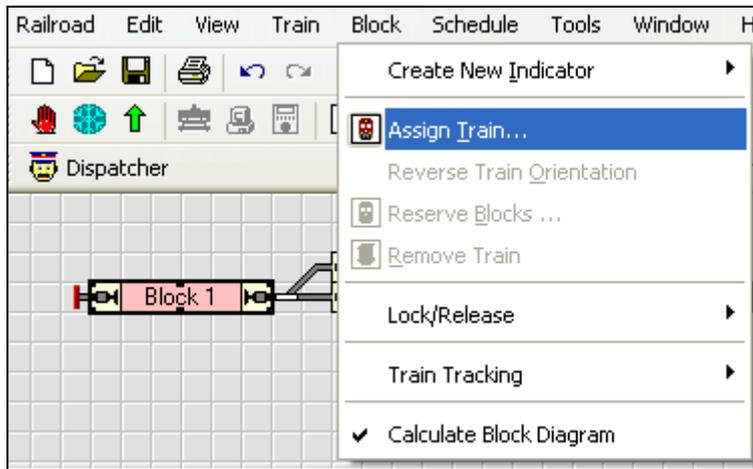 Railroad Edit View Train Block Schedule Tools Window H
Create New Indicator
Assign Train...
Dispatcher
Reverse Train Orientation
Reserve Blocks ...
Remove Train
Block 1
Lock/Release
Train Tracking
Calculate Block Diagram